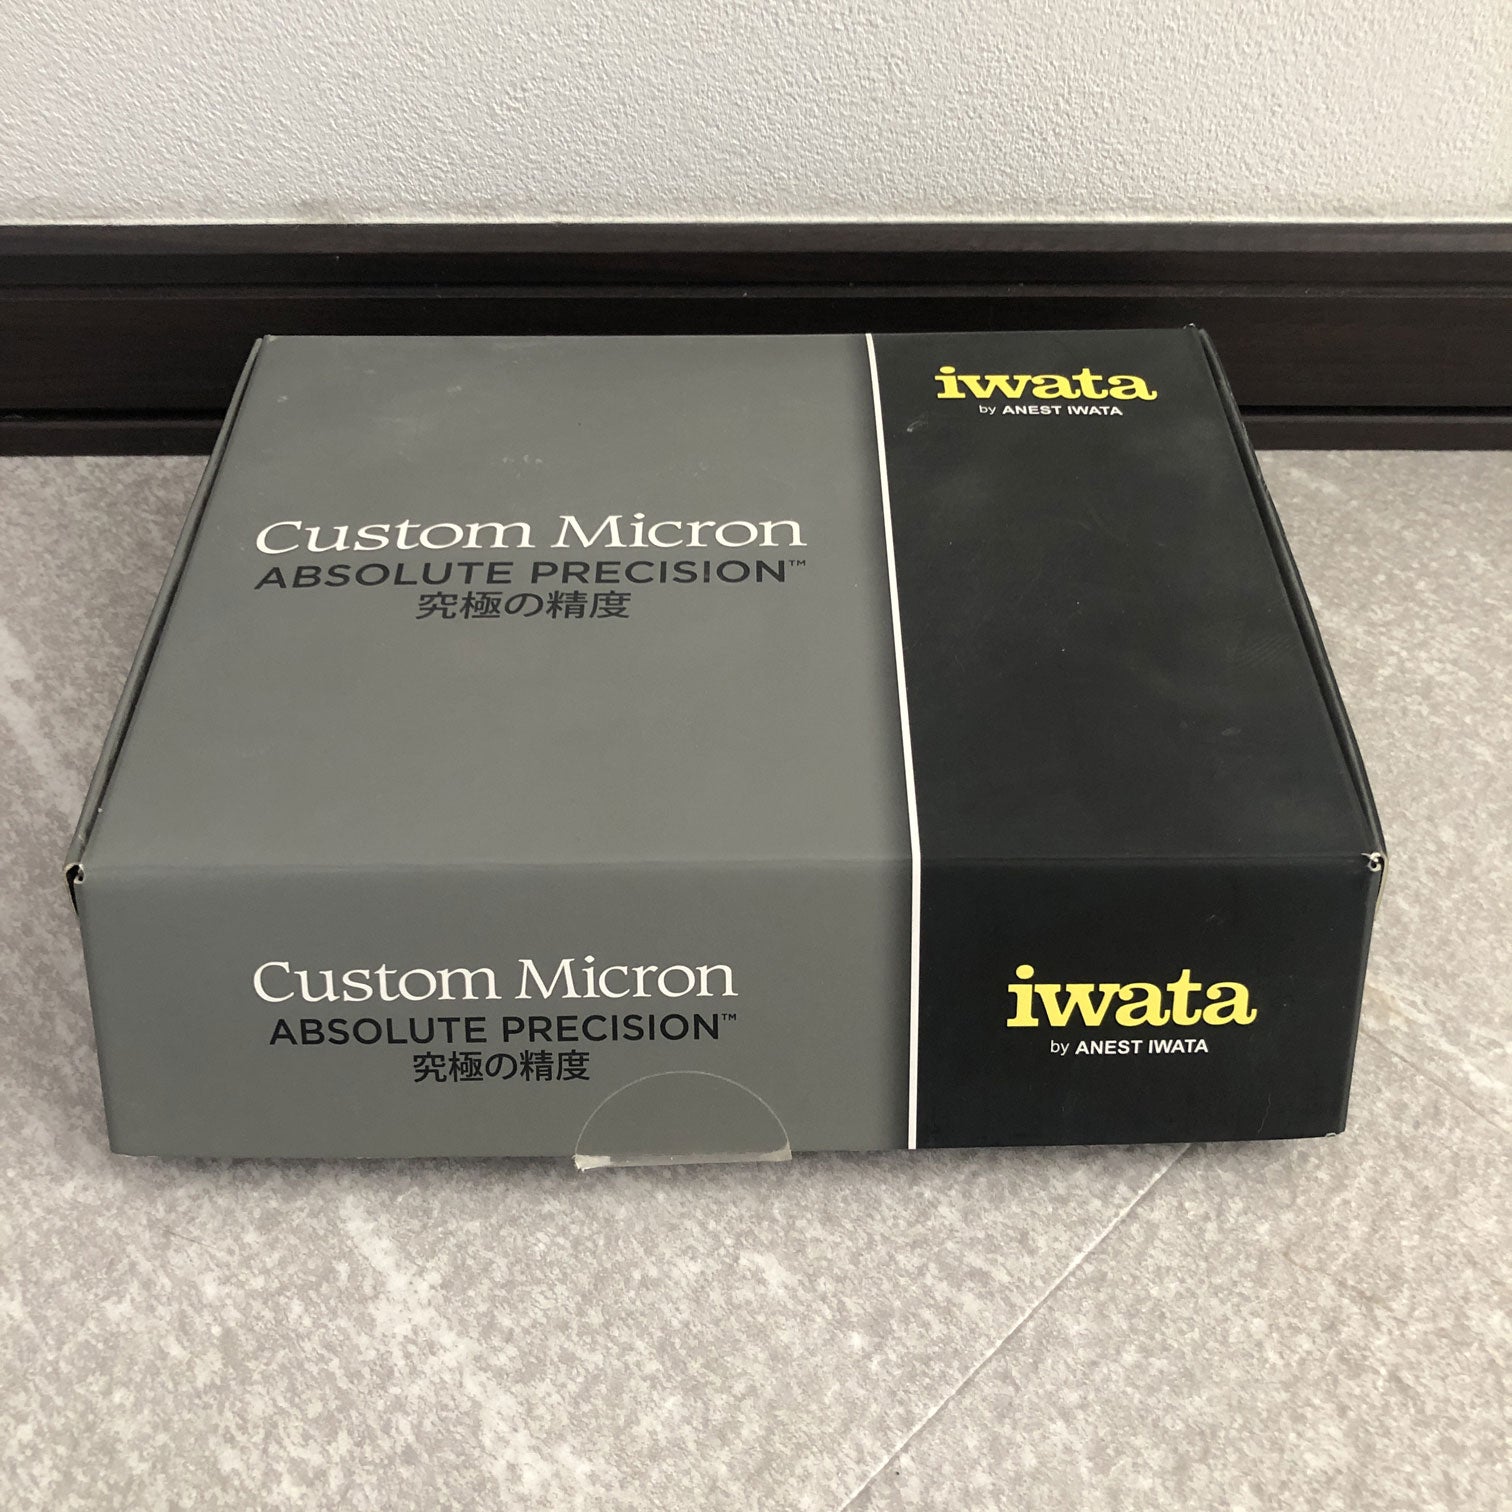 iwata
by ANEST IWATA
Custom Micron
ABSOLUTE PRECISION™
究極の精度
Custom Micron
ABSOLUTE PRECISION™
究極の精度
iwata
by ANEST IWATA